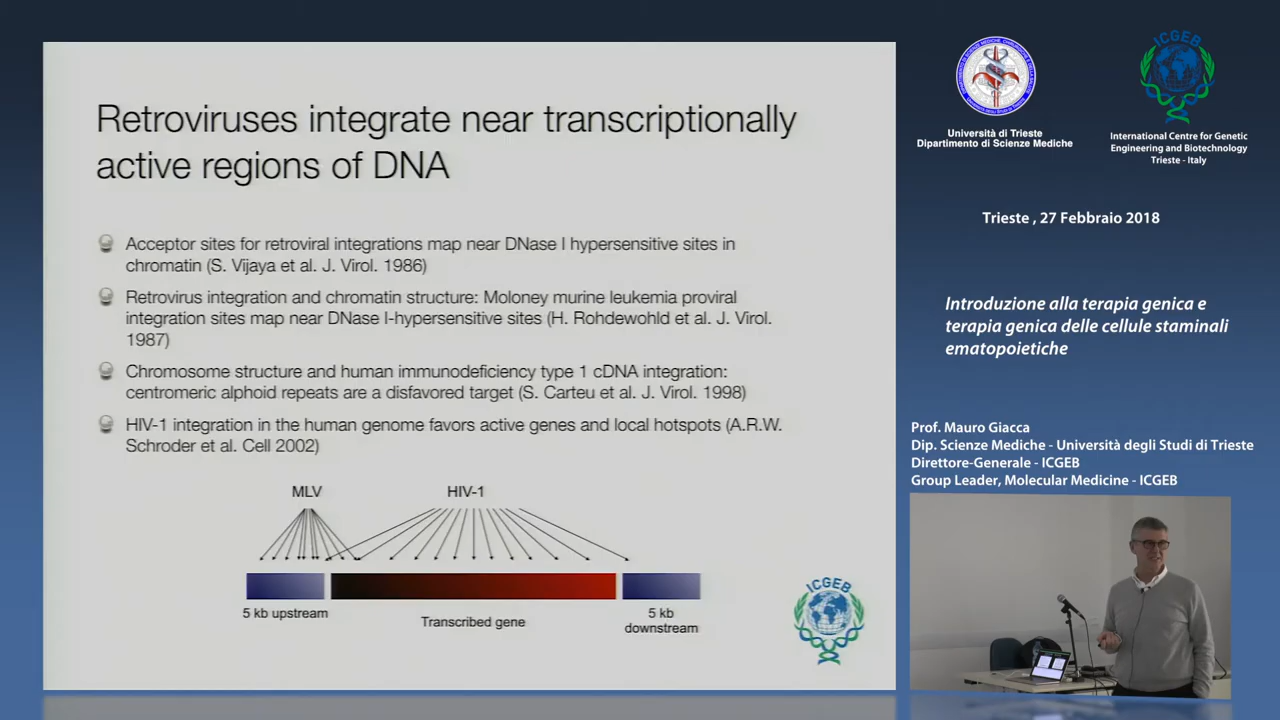 Retroviruses integrate near transcriptionally
active regions of DNA
Acceptor sites for retroviral integrations map near DNase I hypersensitive sites in
chromatin (S. Vijaya et al. J. Virol. 1986)
Retrovirus integration and chromatin structure: Moloney murine leukemia proviral
integration sites map near DNase I-hypersensitive sites (H. Rohdewohld et al. J. Virol.
1987)
Chromosome structure and human immunodeficiency type 1 cDNA integration:
centromeric alphoid repeats are a disfavored target (S. Carteu et al. J. Virol. 1998)
HIV-1 integration in the human genome favors active genes and local hotspots (A.R.W.
Schroder et al. Cell 2002)
MLV
HIV-1
5 kb upstream
Transcribed gene
5 kb
downstream
ICGEB
Università di Trieste
Dipartimento di Scienze Mediche
ICGEB
International Centre for Genetic
Engineering and Biotechnology
Trieste - Italy
Trieste , 27 Febbraio 2018
Introduzione alla terapia genica e
terapia genica delle cellule staminali
ematopoietiche
Prof. Mauro Giacca
Dip. Scienze Mediche - Università degli Studi di Trieste
Direttore-Generale - ICGEB
Group Leader, Molecular Medicine - ICGEB